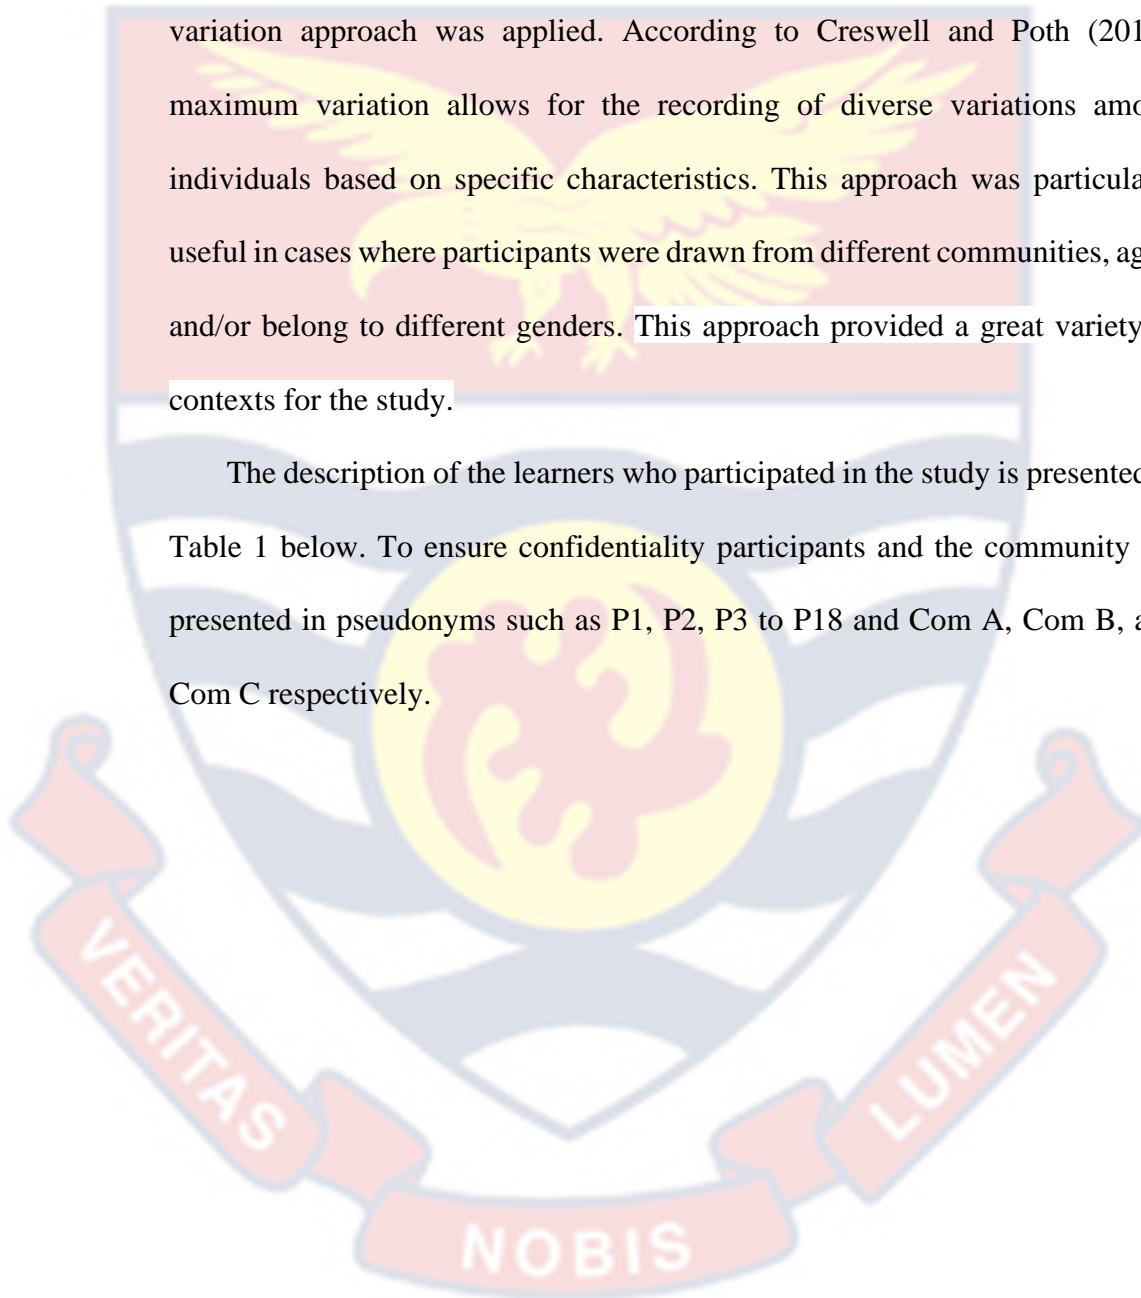 variation approach was applied. According to Creswell and Poth (201
maximum variation allows for the recording of diverse variations amo
individuals based on specific characteristics. This approach was particula
useful in cases where participants were drawn from different communities, ag
and/or belong to different genders. This approach provided a great variety
contexts for the study.
The description of the learners who participated in the study is presented
Table 1 below. To ensure confidentiality participants and the community
presented in pseudonyms such as P1, P2, P3 to P18 and Com A, Com B, a
Com C respectively.
VERITAS
NOBIS
LUMEN